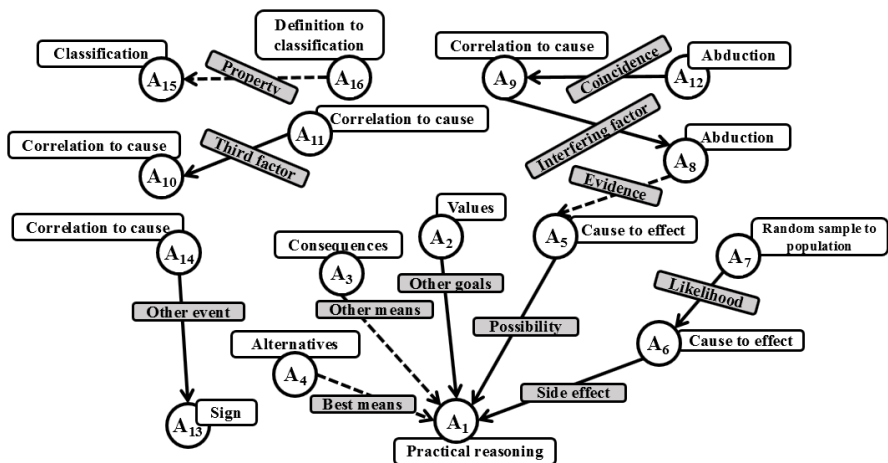 Definition to
classification
Classification
Correlation to cause
Abduction
A15
Property
A16
A9
Coincidence
A12
Correlation to cause
A11
Interfering factor
Abduction
Correlation to cause
Third factor
A8
A10
Evidence
Values
Correlation to cause
Consequences
A2
A5
Cause to effect
Random sample to
population
A14
A3
Other goals
A7
Other event
Other means
Likelihood
Possibility
Alternatives
A6
Cause to effect
A4
Best means
Side effect
Sign
A13
A1
Practical reasoning